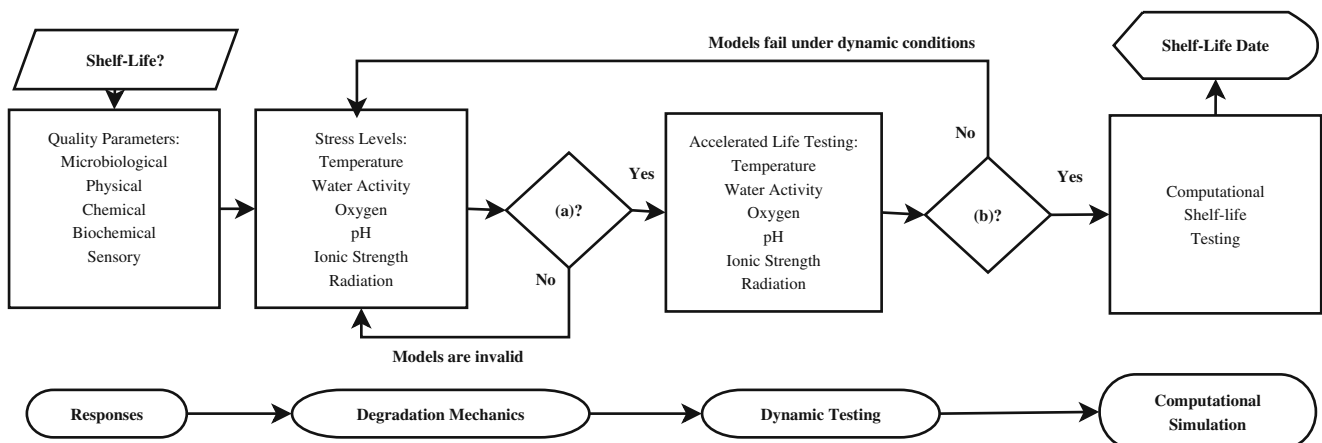 Shelf-Life?
Quality Parameters:
Microbiological
Physical
Chemical
Biochemical
Sensory
Stress Levels:
Temperature
Water Activity
Oxygen
pH
Ionic Strength
Radiation
(a)?
Yes
No
Models are invalid
Accelerated Life Testing:
Temperature
Water Activity
Oxygen
pH
Ionic Strength
Radiation
(b)?
No
Models fail under dynamic conditions
Yes
Computational
Shelf-life
Testing
Shelf-Life Date
Responses
Degradation Mechanics
Dynamic Testing
Computational
Simulation